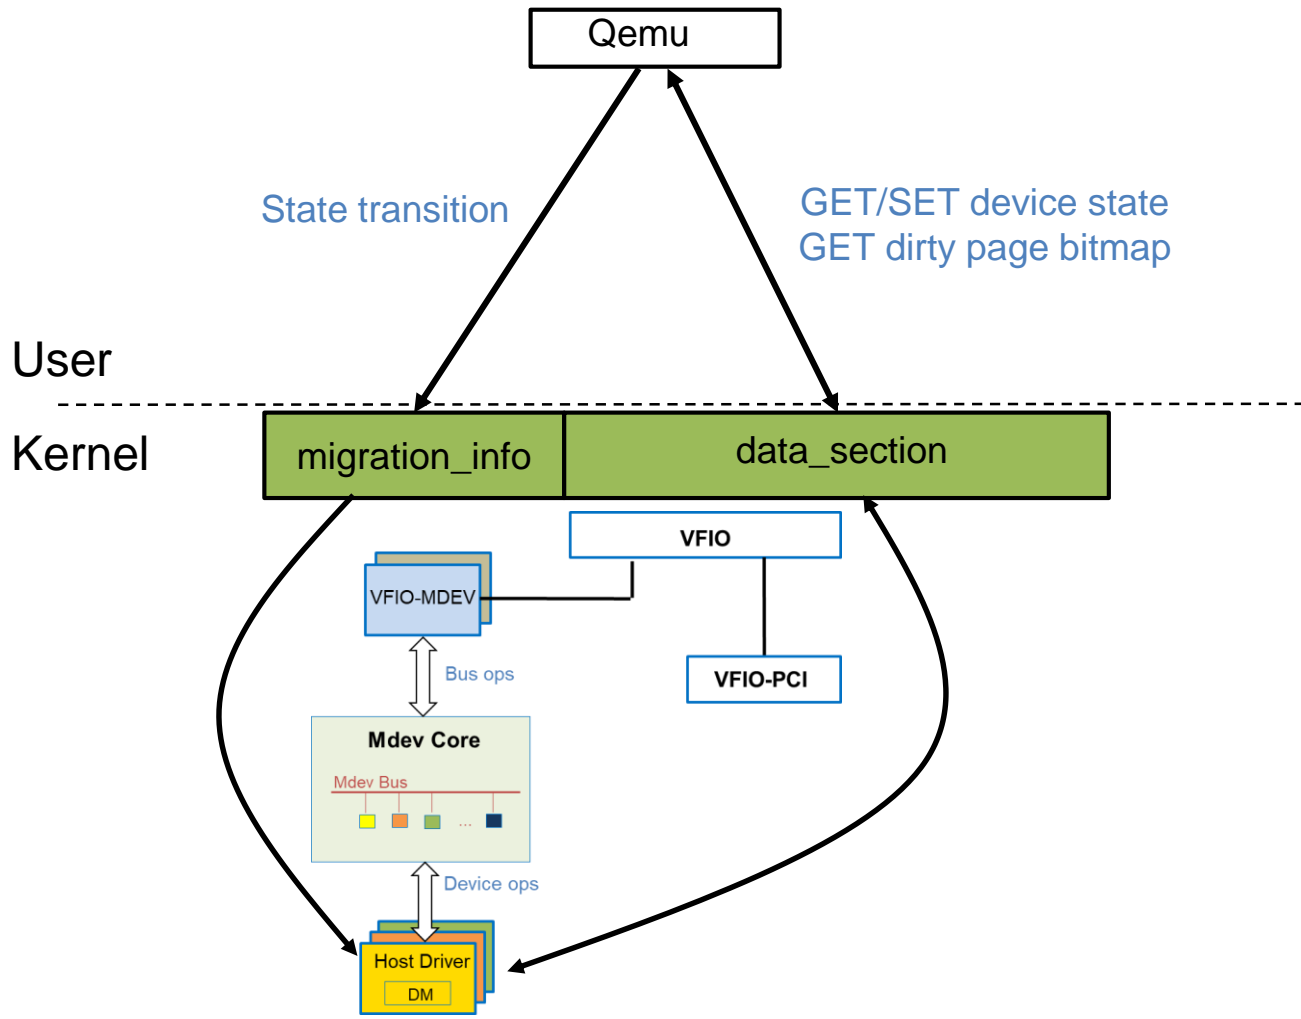 Qemu
State transition
GET/SET device state
GET dirty page bitmap
User
Kernel
migration_info
data_section
VFIO
VFIO-MDEV
Bus ops
VFIO-PCI
Mdev Core
Mdev Bus
...
Device ops
Host Driver
DM